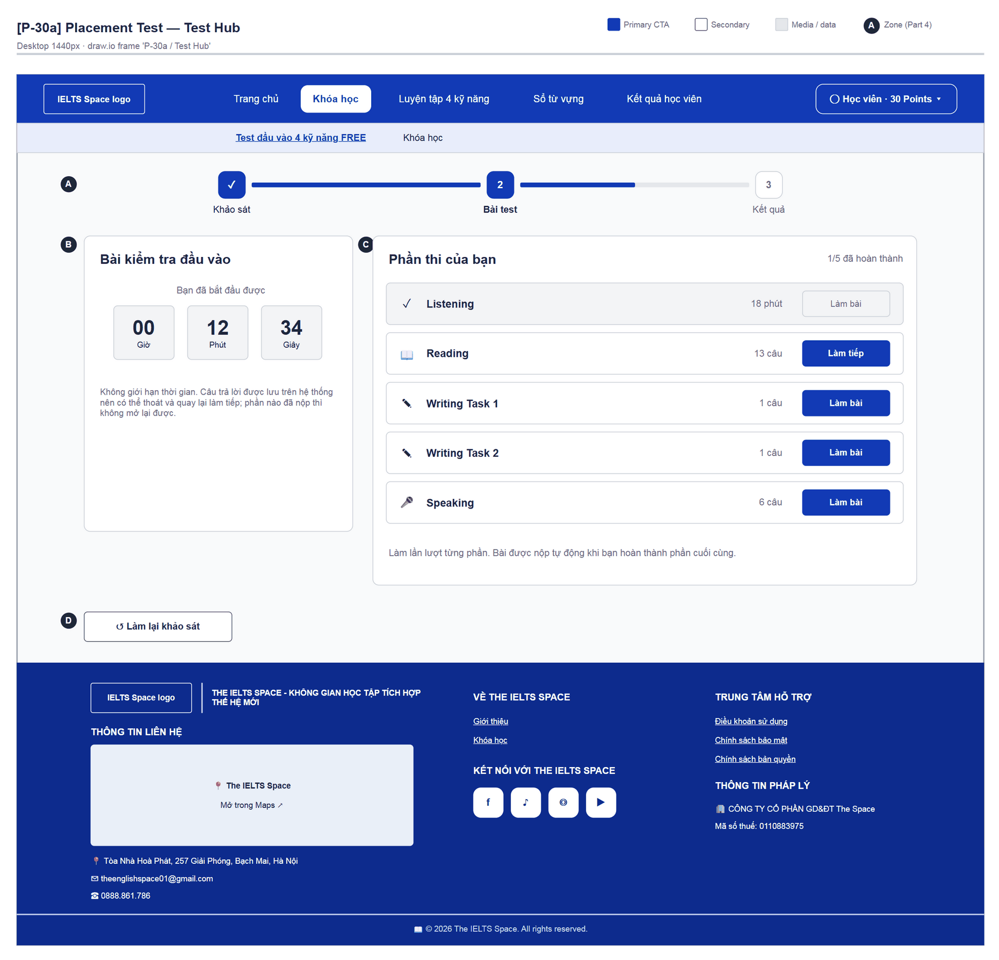 [P-30a] Placement Test — Test Hub
Desktop 1440px · draw.io frame 'P-30a / Test Hub'
Primary CTA
Secondary
Media / data
A Zone (Part 4)
IELTS Space logo
Trang chủ
Khóa học
Luyện tập 4 kỹ năng
Sổ từ vựng
Kết quả học viên
Học viên · 30 Points ▾
Test đầu vào 4 kỹ năng FREE
Khóa học
A
✓
2
3
Khảo sát
Bài test
Kết quả
B
Bài kiểm tra đầu vào
Bạn đã bắt đầu được
00
12
34
Giờ
Phút
Giây
Không giới hạn thời gian. Câu trả lời được lưu trên hệ thống
nên có thể thoát và quay lại làm tiếp; phần nào đã nộp thì
không mở lại được.
C
Phần thi của bạn
1/5 đã hoàn thành
✓ Listening
18 phút
Làm bài
Reading
13 câu
Làm tiếp
Writing Task 1
1 câu
Làm bài
Writing Task 2
1 câu
Làm bài
Speaking
6 câu
Làm bài
Làm lần lượt từng phần. Bài được nộp tự động khi bạn hoàn thành phần cuối cùng.
D
↺ Làm lại khảo sát
IELTS Space logo
THE IELTS SPACE - KHÔNG GIAN HỌC TẬP TÍCH HỢP
THẾ HỆ MỚI
THÔNG TIN LIÊN HỆ
The IELTS Space
Mở trong Maps ↗
Tòa Nhà Hoà Phát, 257 Giải Phóng, Bạch Mai, Hà Nội
theenglishspace01@gmail.com
0888.861.786
VỀ THE IELTS SPACE
Giới thiệu
Khóa học
KẾT NỐI VỚI THE IELTS SPACE
f
TRUNG TÂM HỖ TRỢ
Điều khoản sử dụng
Chính sách bảo mật
Chính sách bản quyền
THÔNG TIN PHÁP LÝ
CÔNG TY CỔ PHẦN GD&ĐT The Space
Mã số thuế: 0110883975
© 2026 The IELTS Space. All rights reserved.